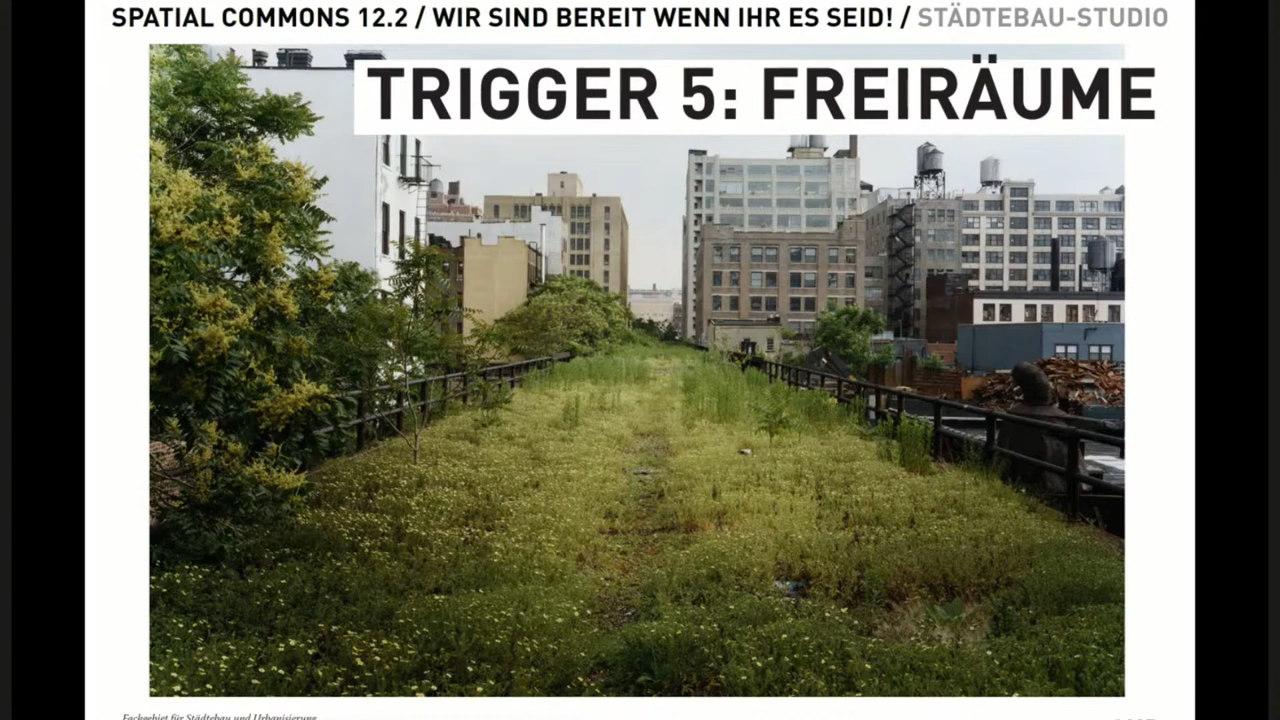 SPATIAL COMMONS 12.2 / WIR SIND BEREIT WENN IHR ES SEID! / STÄDTEBAU-STUDIO
TRIGGER 5: FREIRÄUME
Fachgebiet für Städtebau und Urbanisierung